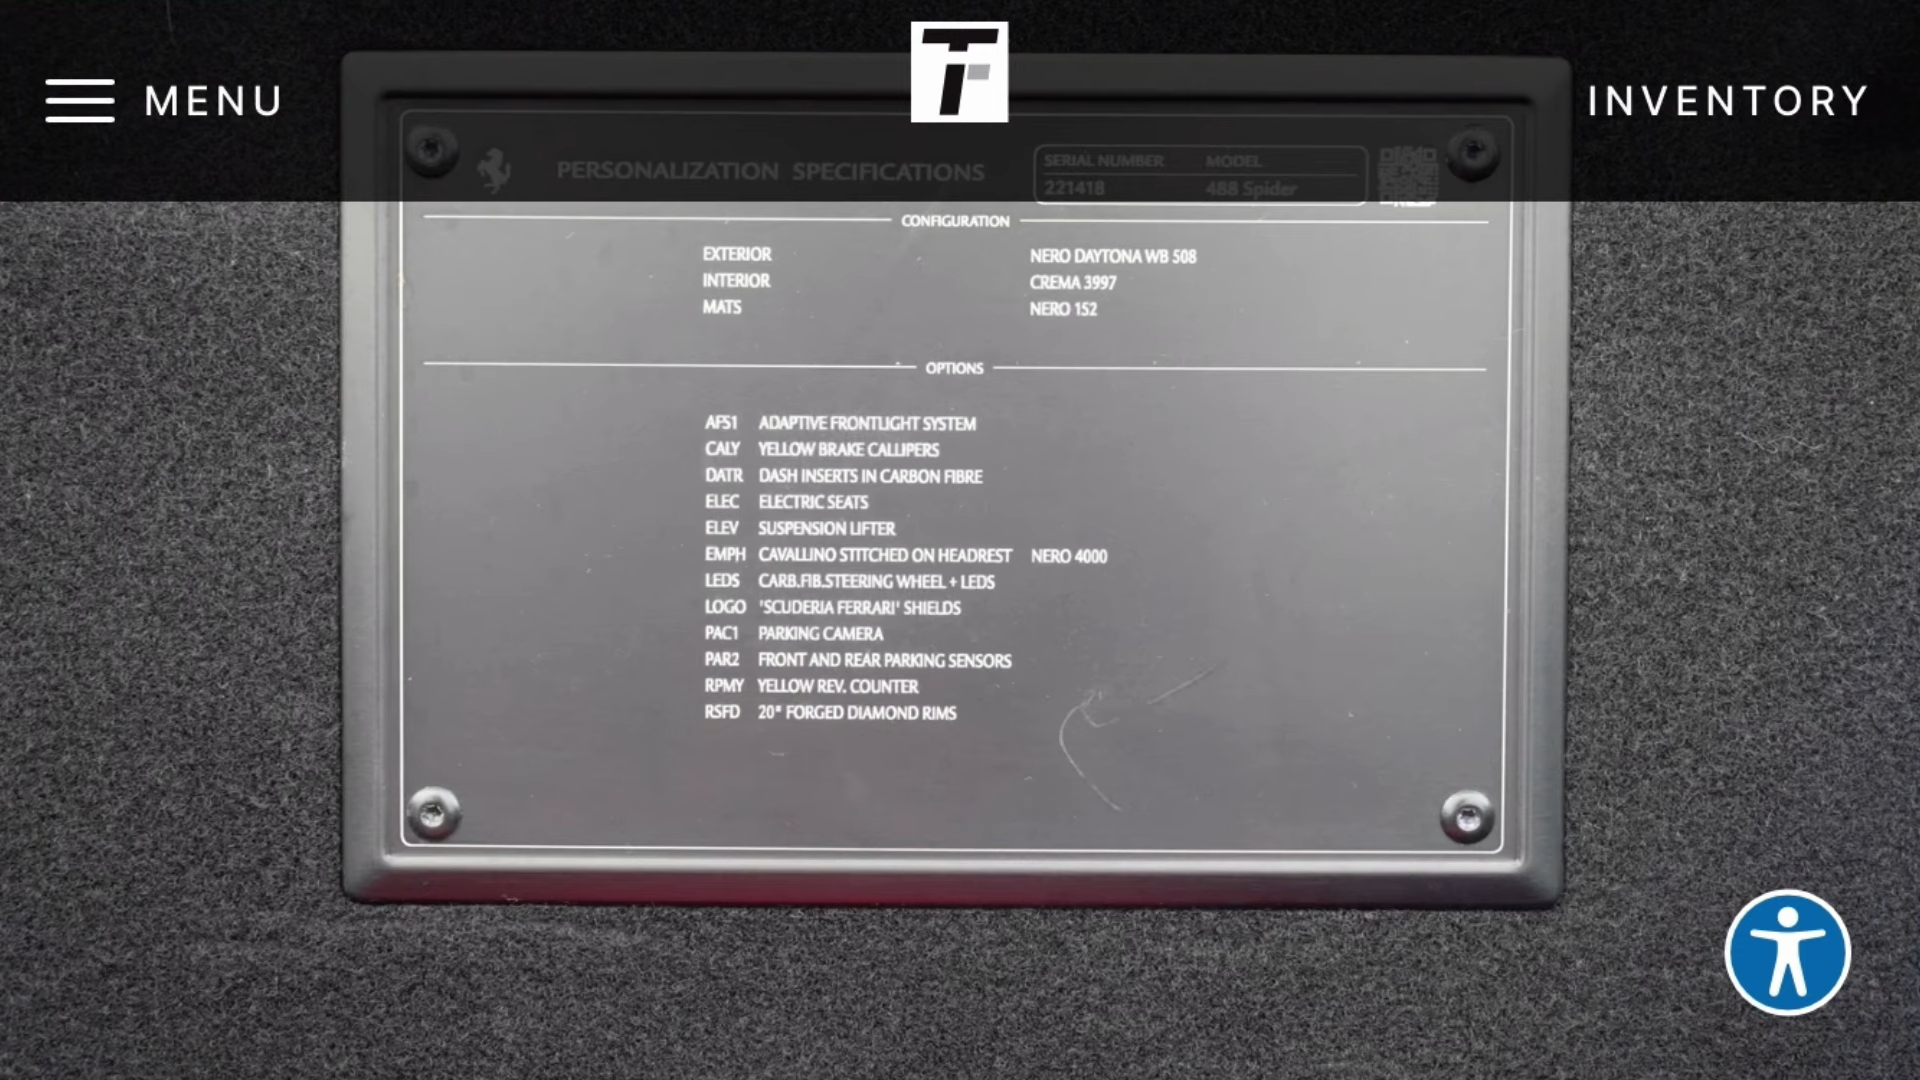 MENU
TF
INVENTORY
PERSONALIZATION SPECIFICATIONS
SERIAL NUMBER MODEL
221418 488 Spider
CONFIGURATION
EXTERIOR NERO DAYTONA WB 508
INTERIOR CREMA 3997
MATS NERO 152
OPTIONS
AFS1 ADAPTIVE FRONTLIGHT SYSTEM
CALY YELLOW BRAKE CALLIPERS
DATR DASH INSERTS IN CARBON FIBRE
ELEC ELECTRIC SEATS
ELEV SUSPENSION LIFTER
EMPH CAVALLINO STITCHED ON HEADREST NERO 4000
LEDS CARB.FIB.STEERING WHEEL + LEDS
LOGO 'SCUDERIA FERRARI' SHIELDS
PAC1 PARKING CAMERA
PAR2 FRONT AND REAR PARKING SENSORS
RPMY YELLOW REV. COUNTER
RSFD 20" FORGED DIAMOND RIMS